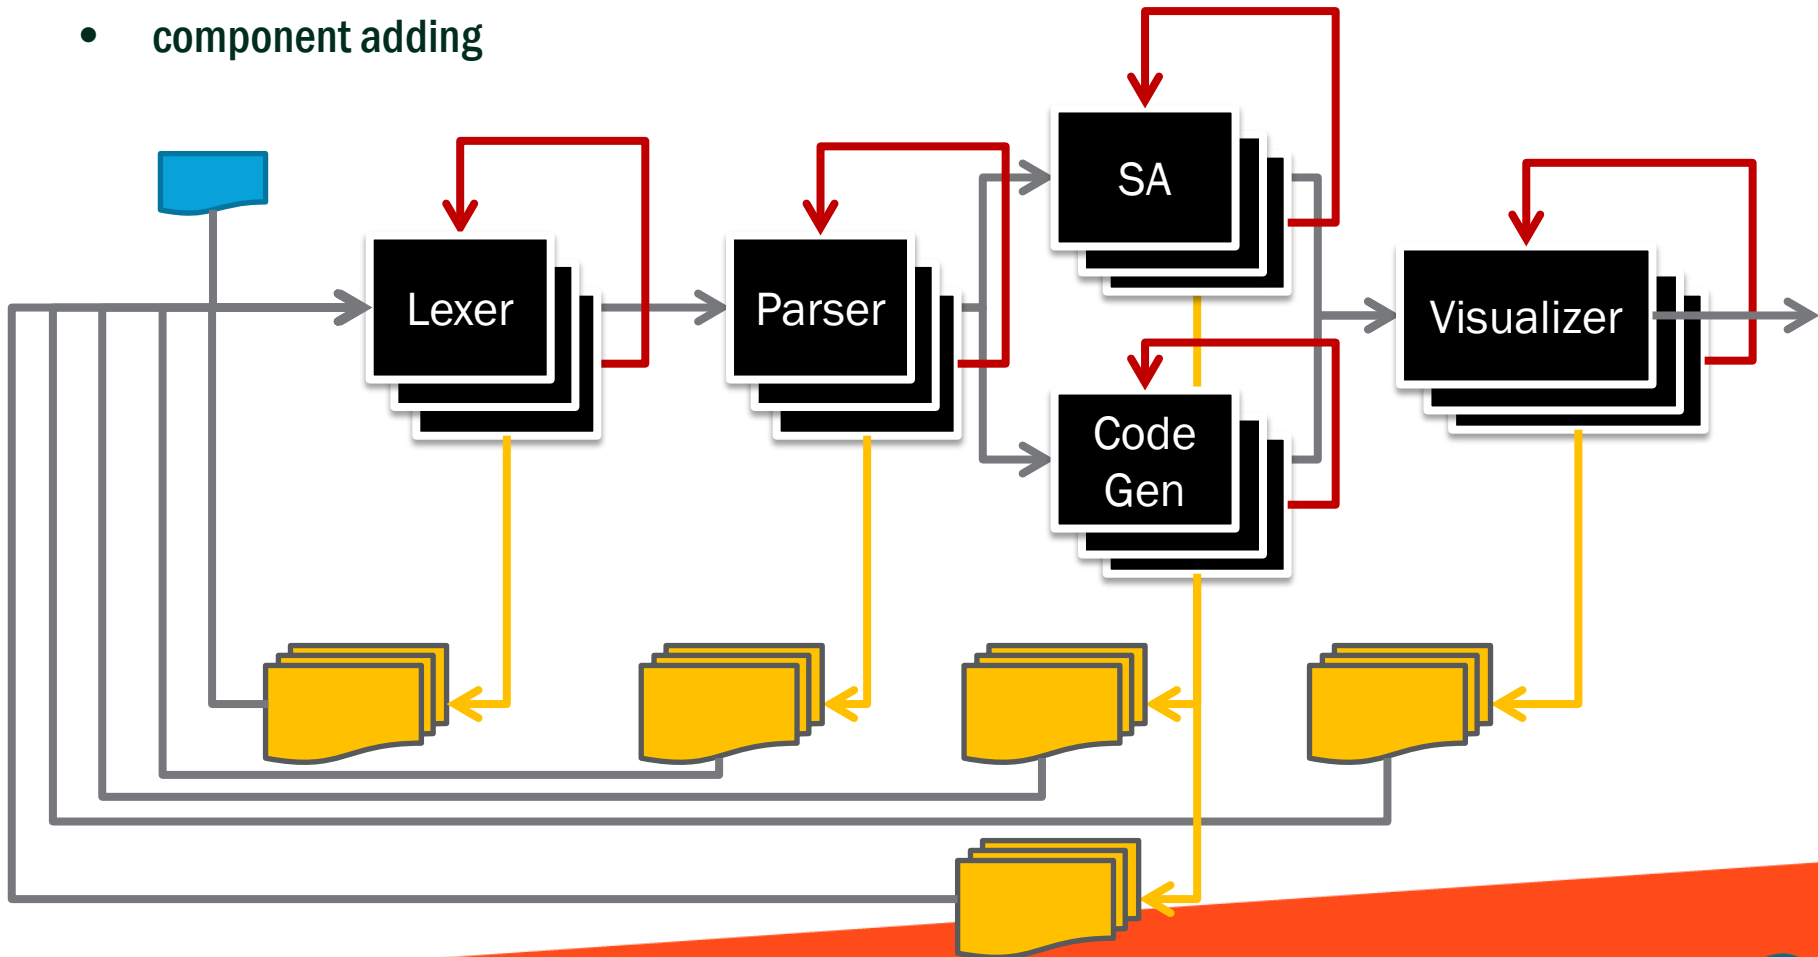 • component adding
SA
Lexer
Parser
Visualizer
Code
Gen